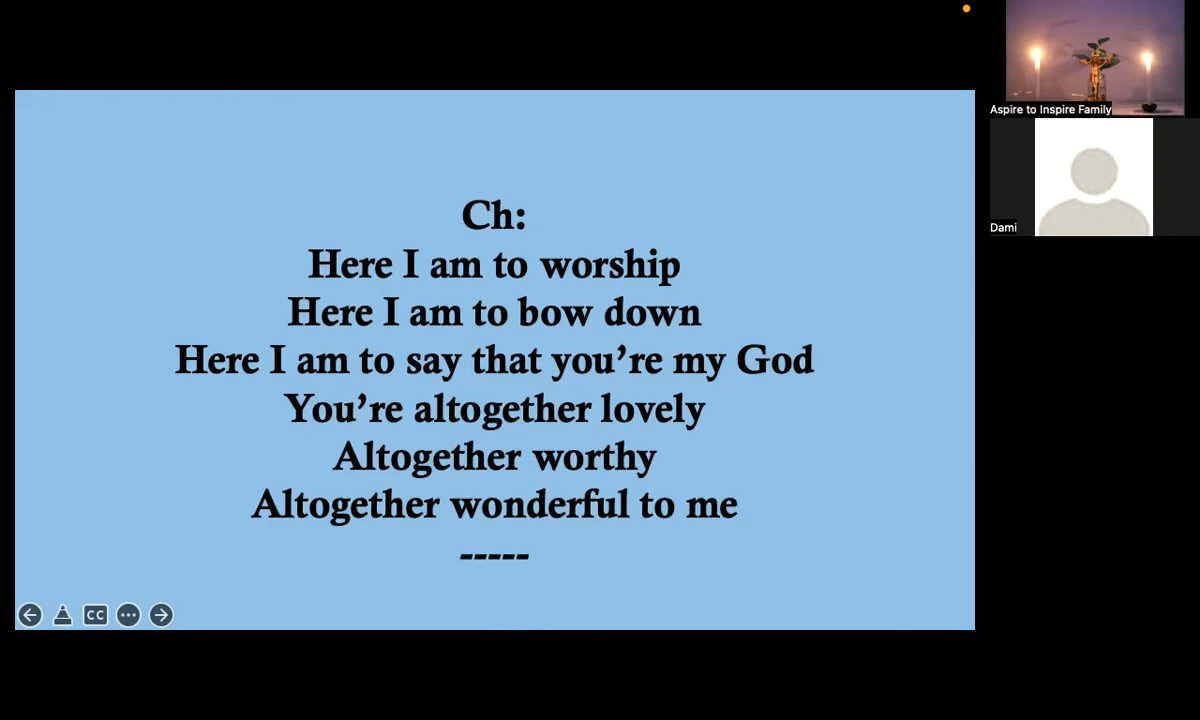 Ch:
Here I am to worship
Here I am to bow down
Here I am to say that you’re my God
You’re altogether lovely
Altogether worthy
Altogether wonderful to me
-----
CC
Aspire to Inspire Family
Dami